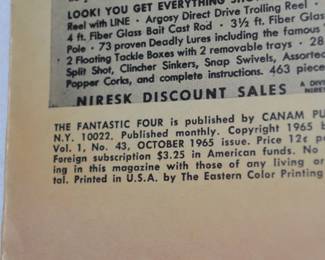 LOOK! YOU GET EVERYTHING
Reel with LINE • Argosy Direct Drive Trolling Reel •
4 ft. Fiber Glass Bait Cast Rod • 3½ ft. Fiber Glass
Pole • 73 proven Deadly Lures including the famous
• 2 Floating Tackle Boxes with 2 removable trays • 28
Split Shot, Clincher Sinkers, Snap Swivels, Assorted
Popper Corks, and complete instructions. 463 pieces
NIRESK DISCOUNT SALES A DIV
NIRES
THE FANTASTIC FOUR is published by CANAM PU
N.Y. 10022. Published monthly. Copyright 1965 b
Vol. 1, No. 43, OCTOBER 1965 issue. Price 12¢ p
Foreign subscription $3.25 in American funds. No
ing in this magazine with those of any living or
tal. Printed in U.S.A. by The Eastern Color Printing